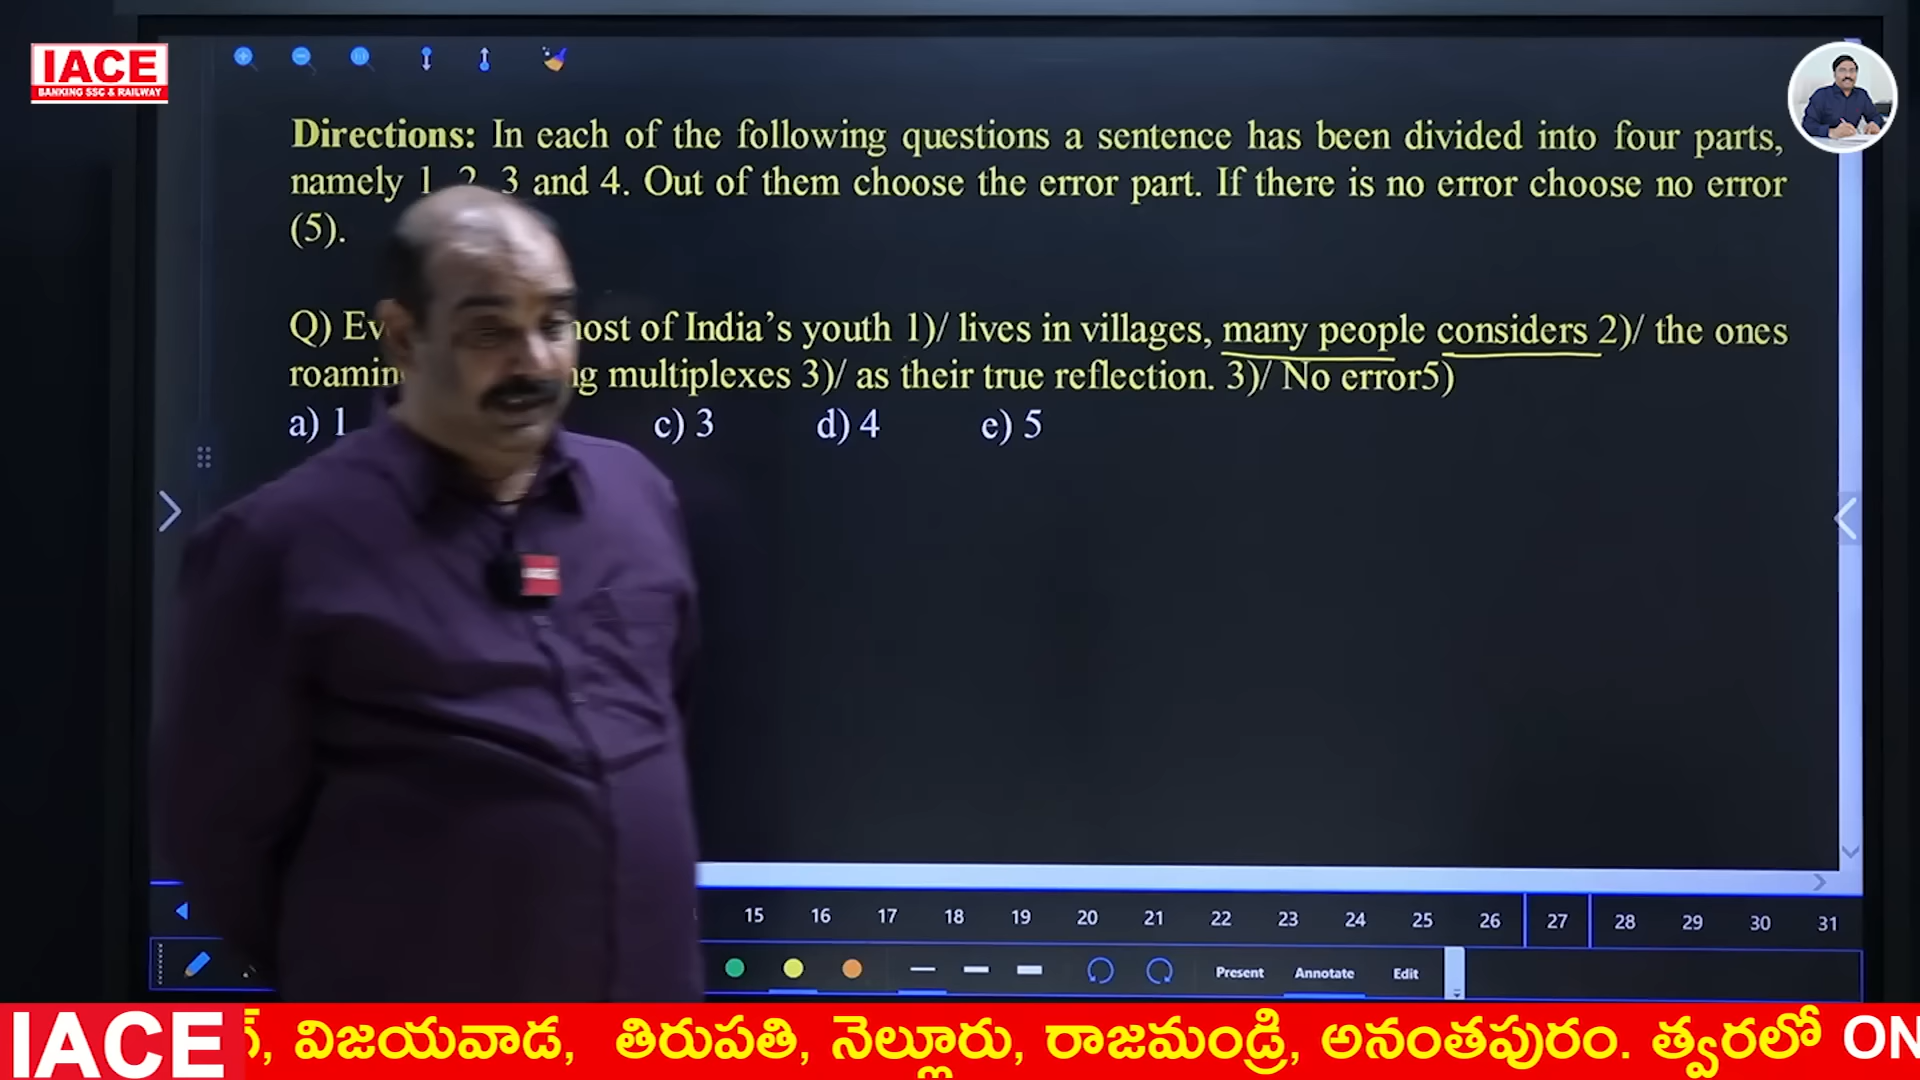 IACE
BANKING SSC & RAILWAY
Directions: In each of the following questions a sentence has been divided into four parts,
namely 1, 2, 3 and 4. Out of them choose the error part. If there is no error choose no error
(5).
Q) Ev most of India's youth 1)/ lives in villages, many people considers 2)/ the ones
roamin ng multiplexes 3)/ as their true reflection. 3)/ No error5)
a) 1 c) 3 d) 4 e) 5
15 16 17 18 19 20 21 22 23 24 25 26 27 28 29 30 31
Present Annotate Edit
IACE విజయవాడ, తిరుపతి, నెల్లూరు, రాజమండ్రి, అనంతపురం. త్వరలో ON